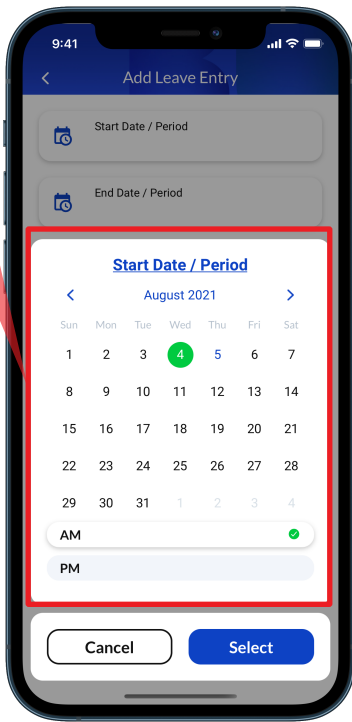 9:41
Add Leave Entry
Start Date / Period
End Date / Period
Start Date / Period
August 2021
Sun Mon Tue Wed Thu Fri Sat
1 2 3 4 5 6 7
8 9 10 11 12 13 14
15 16 17 18 19 20 21
22 23 24 25 26 27 28
29 30 31 1 2 3 4
AM
PM
Cancel Select